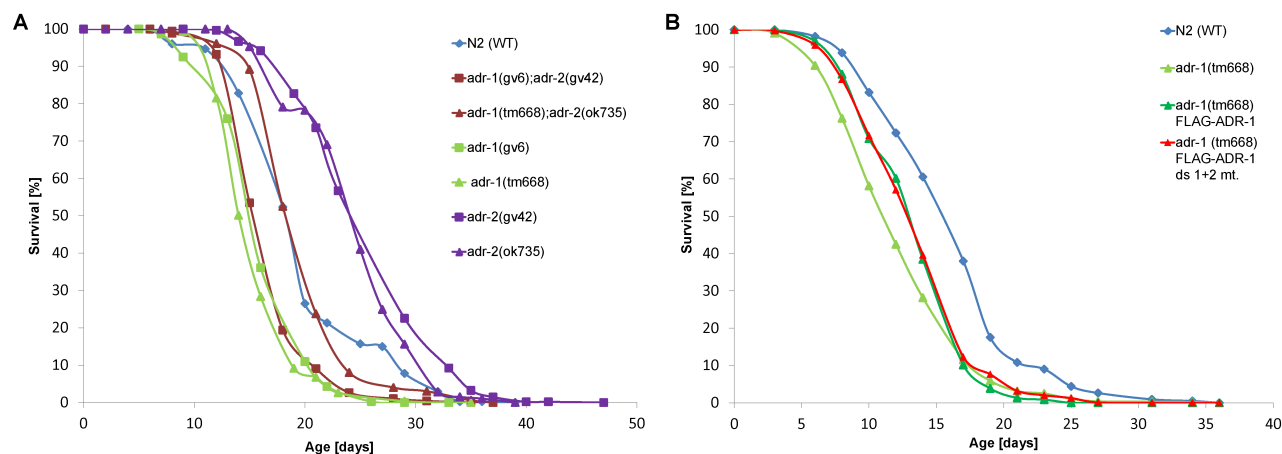 A
Survival [%]
100
90
80
70
60
50
40
30
20
10
0
0 10 20 30 40 50
Age [days]
N2 (WT)
adr-1(gv6);adr-2(gv42)
adr-1(tm668);adr-2(ok735)
adr-1(gv6)
adr-1(tm668)
adr-2(gv42)
adr-2(ok735)
B
Survival [%]
100
90
80
70
60
50
40
30
20
10
0
0 5 10 15 20 25 30 35 40
Age [days]
N2 (WT)
adr-1(tm668)
adr-1(tm668)
FLAG-ADR-1
adr-1 (tm668)
FLAG-ADR-1
ds 1+2 mt.